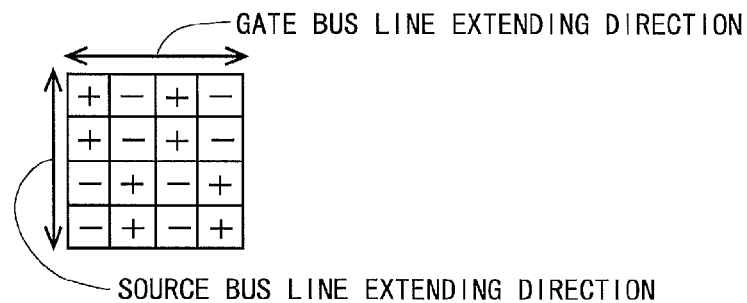 GATE BUS LINE EXTENDING DIRECTION
+ − + −
+ − + −
− + − +
− + − +
SOURCE BUS LINE EXTENDING DIRECTION